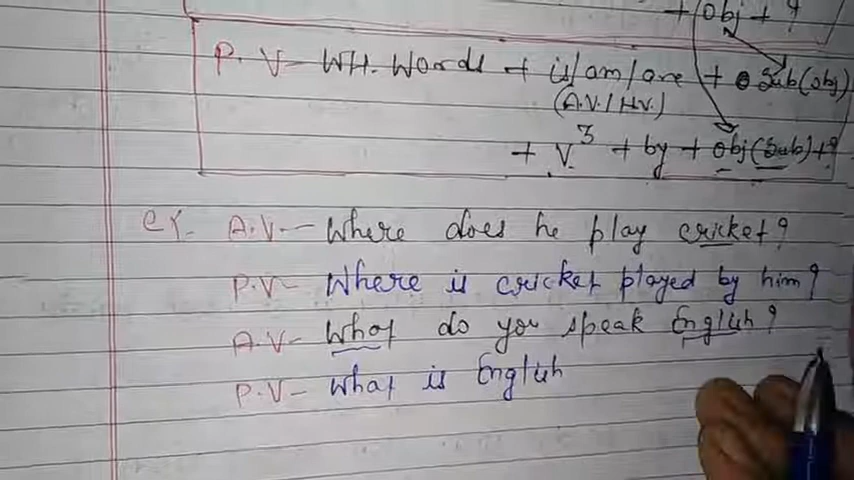 + Obj + ?
P. V – WH. Words + is/am/are + Sub(obj)
(A.V./H.V.)
+ V3 + by + obj(Sub)+?
ex. A.V.– Where does he play cricket?
P.V– Where is cricket played by him?
A.V– What do you speak English?
P.V– What is English